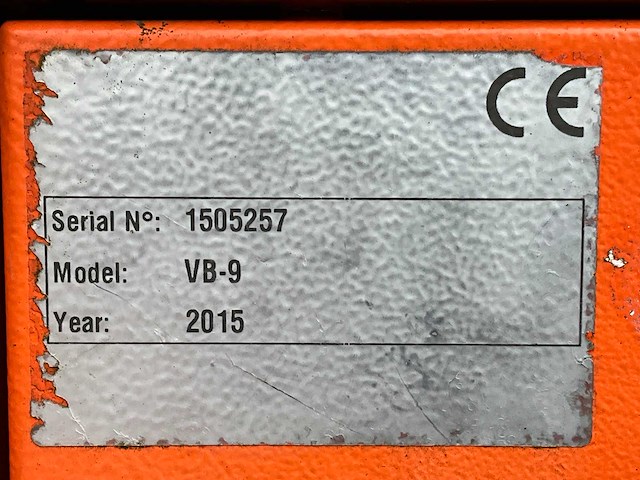 CE
Serial N°: 1505257
Model: VB-9
Year: 2015